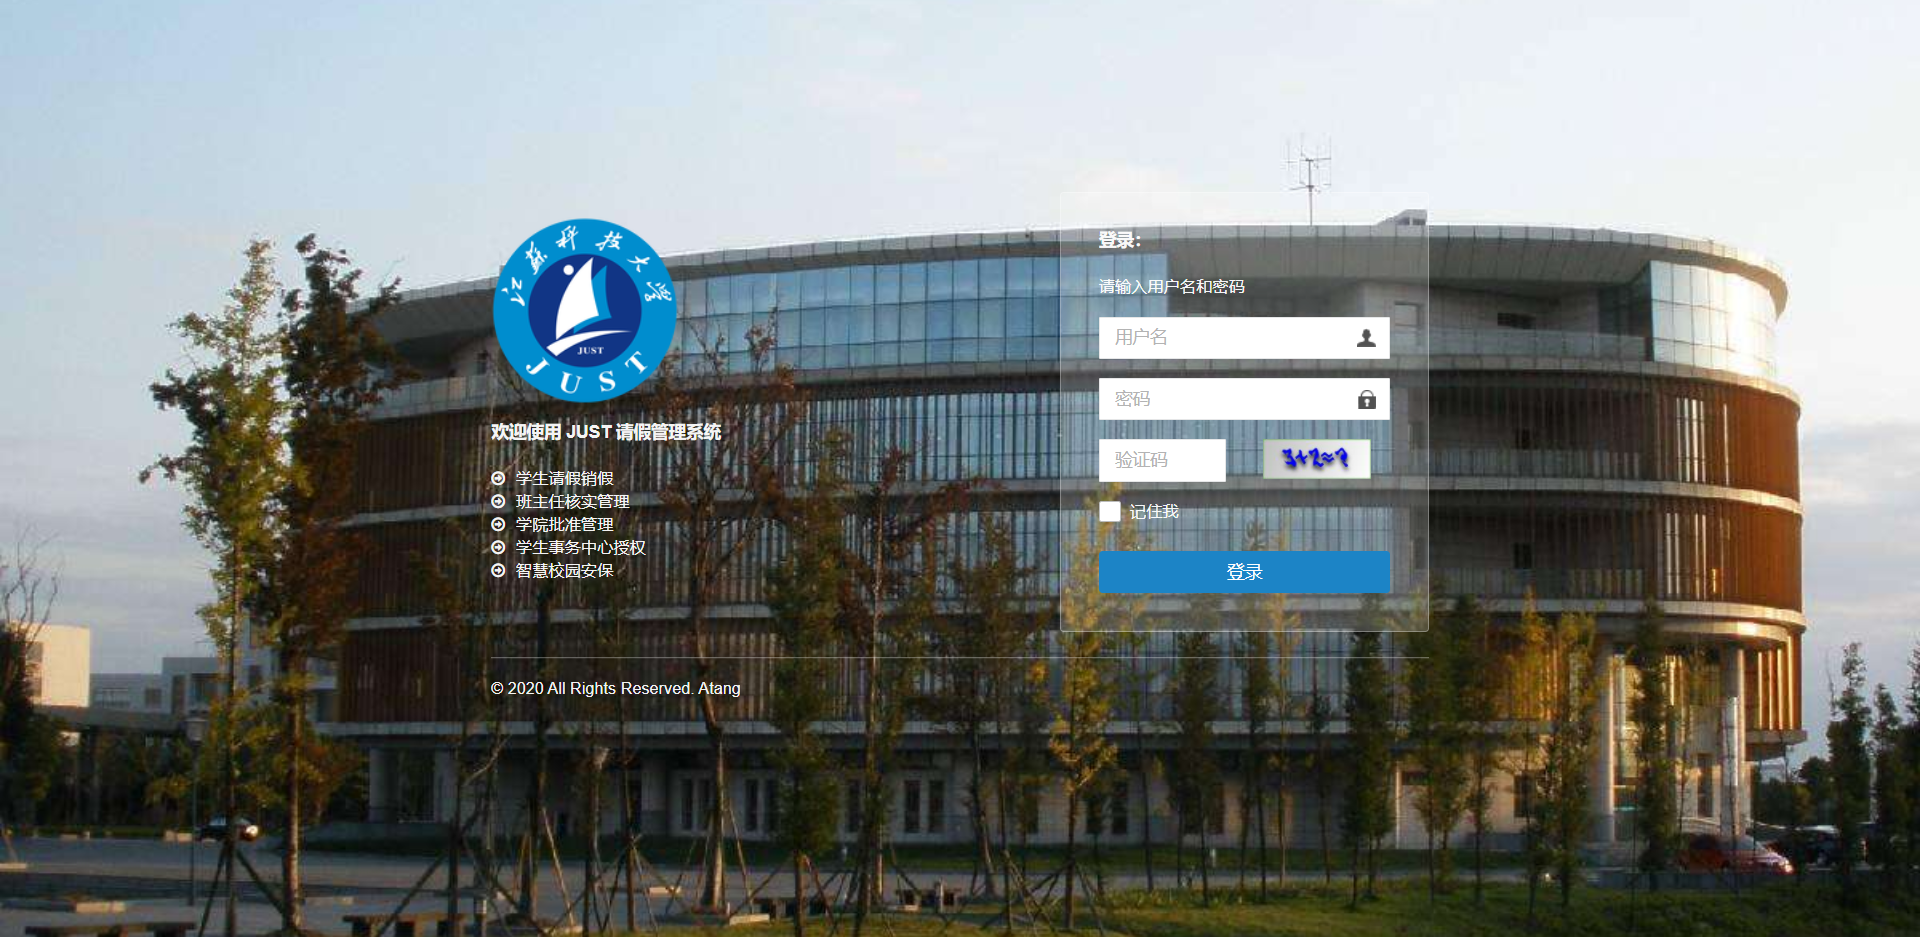 江苏科技大学
JUST
JUST
欢迎使用 JUST 请假管理系统
学生请假销假
班主任核实管理
学院批准管理
学生事务中心授权
智慧校园安保
登录：
请输入用户名和密码
用户名
密码
验证码
3+2=?
记住我
登录
© 2020 All Rights Reserved. Atang